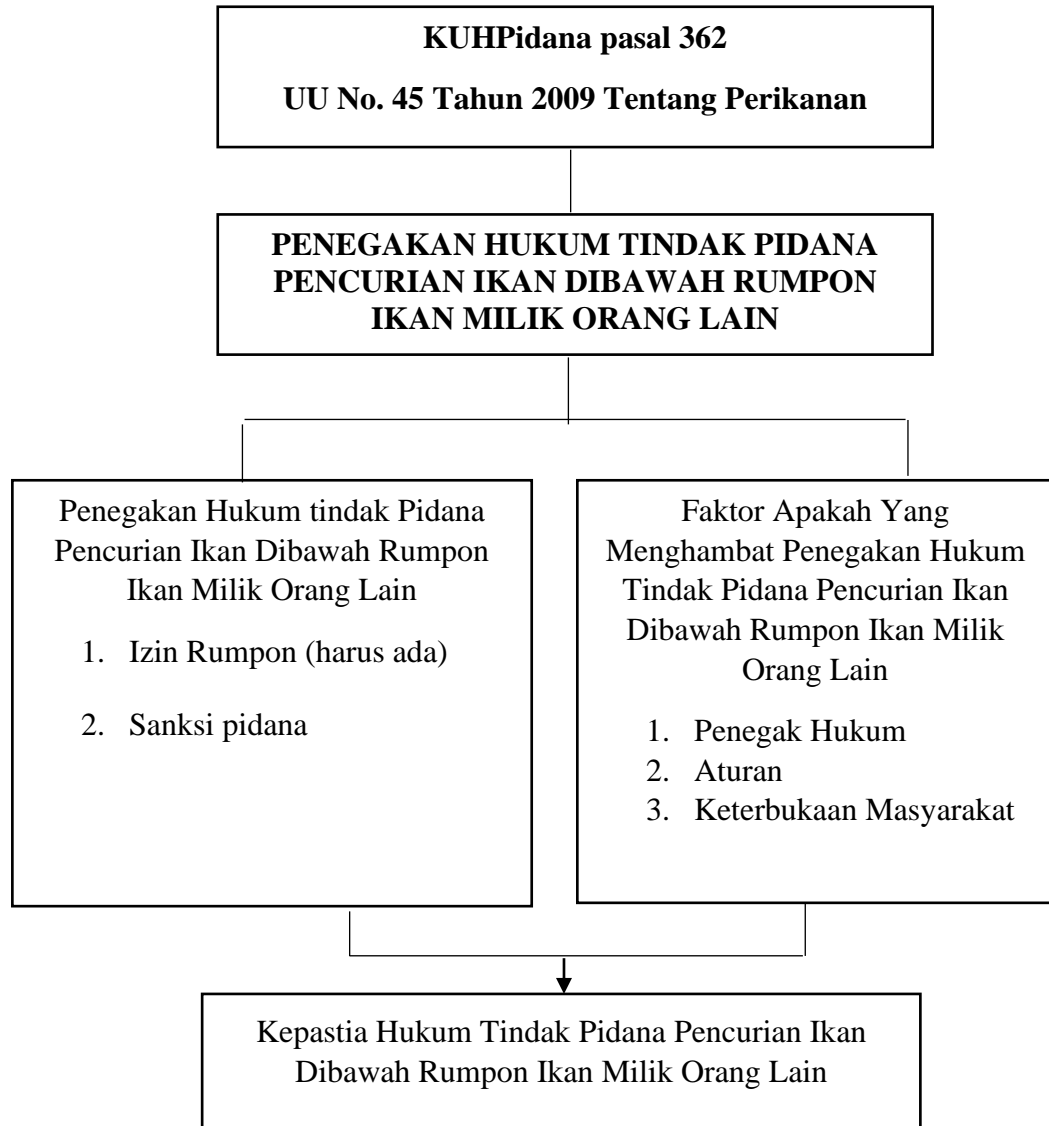 KUHPidana pasal 362
UU No. 45 Tahun 2009 Tentang Perikanan
PENEGAKAN HUKUM TINDAK PIDANA
PENCURIAN IKAN DIBAWAH RUMPON
IKAN MILIK ORANG LAIN
Penegakan Hukum tindak Pidana
Pencurian Ikan Dibawah Rumpon
Ikan Milik Orang Lain
1. Izin Rumpon (harus ada)
2. Sanksi pidana
Faktor Apakah Yang
Menghambat Penegakan Hukum
Tindak Pidana Pencurian Ikan
Dibawah Rumpon Ikan Milik
Orang Lain
1. Penegak Hukum
2. Aturan
3. Keterbukaan Masyarakat
Kepastia Hukum Tindak Pidana Pencurian Ikan
Dibawah Rumpon Ikan Milik Orang Lain